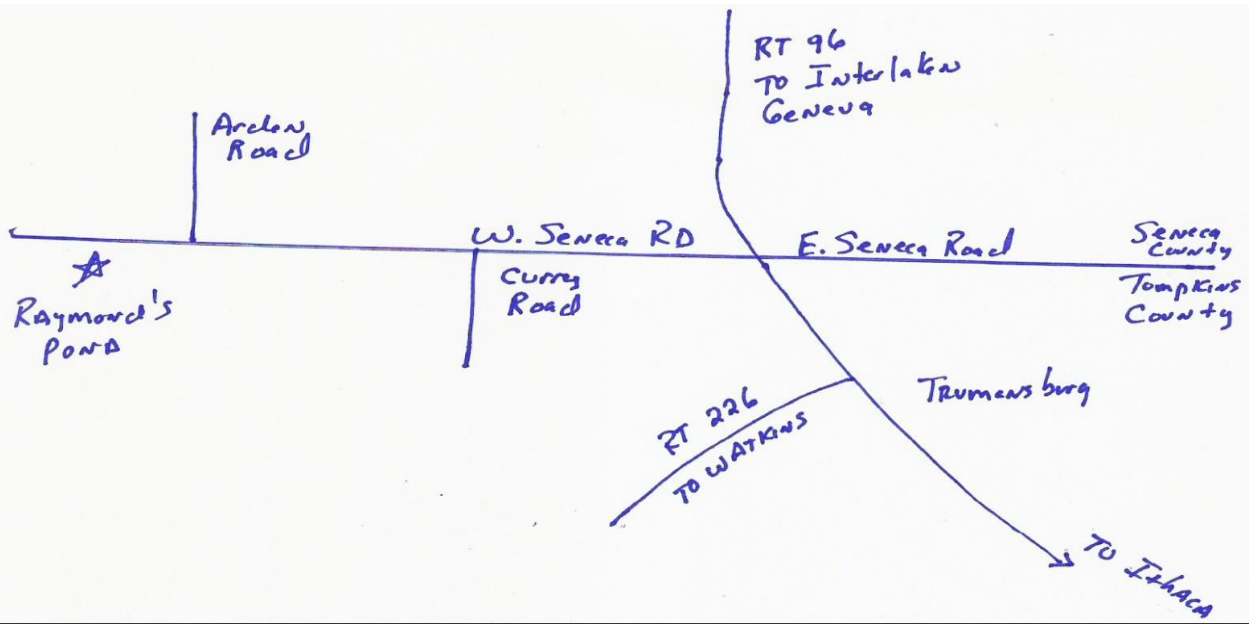 RT 96
TO Interlaken
Geneva
Arden
Road
W. Seneca RD
E. Seneca Road
Seneca
County
Tompkins
County
Curry
Road
RAymond's
POND
TRumansburg
RT 226
TO WATKINS
TO IthACA